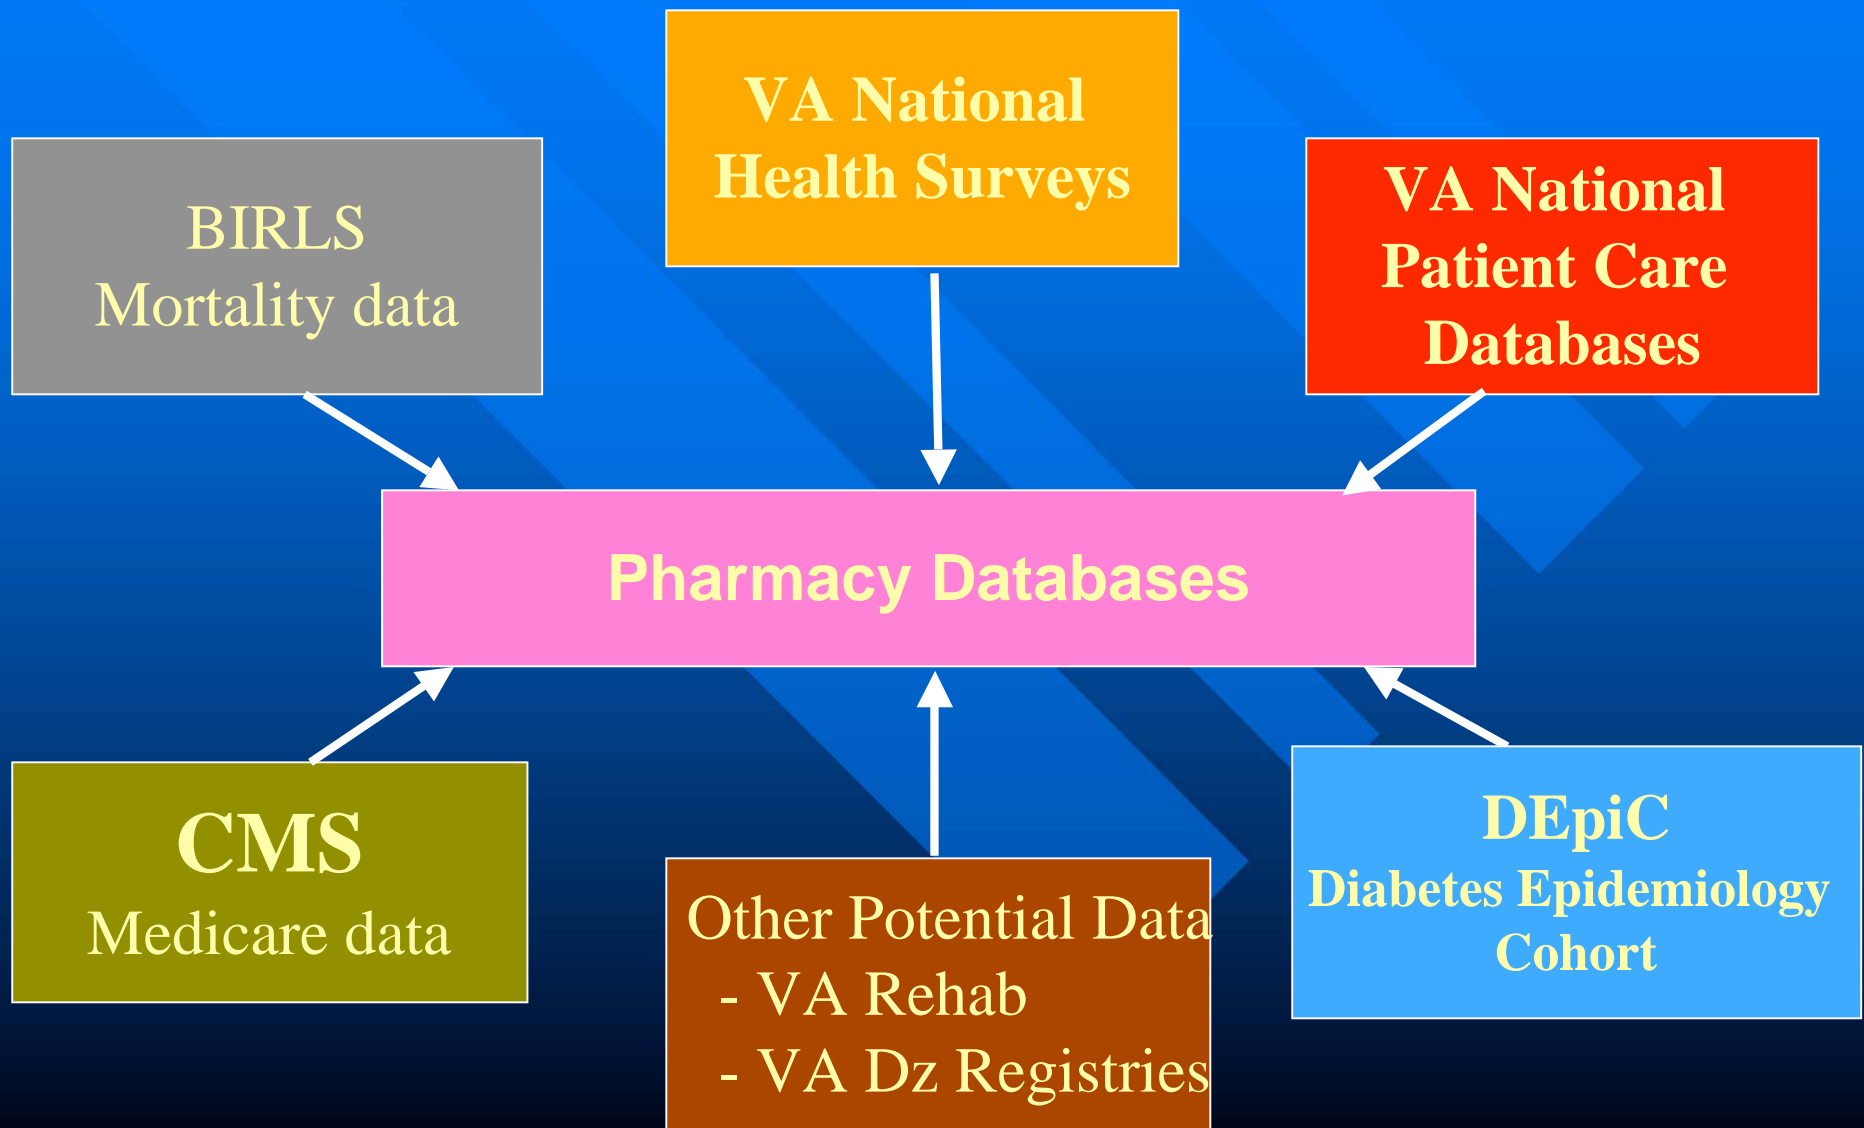 VA National
Health Surveys
BIRLS
Mortality data
VA National
Patient Care
Databases
Pharmacy Databases
CMS
Medicare data
Other Potential Data
- VA Rehab
- VA Dz Registries
DEpiC
Diabetes Epidemiology
Cohort